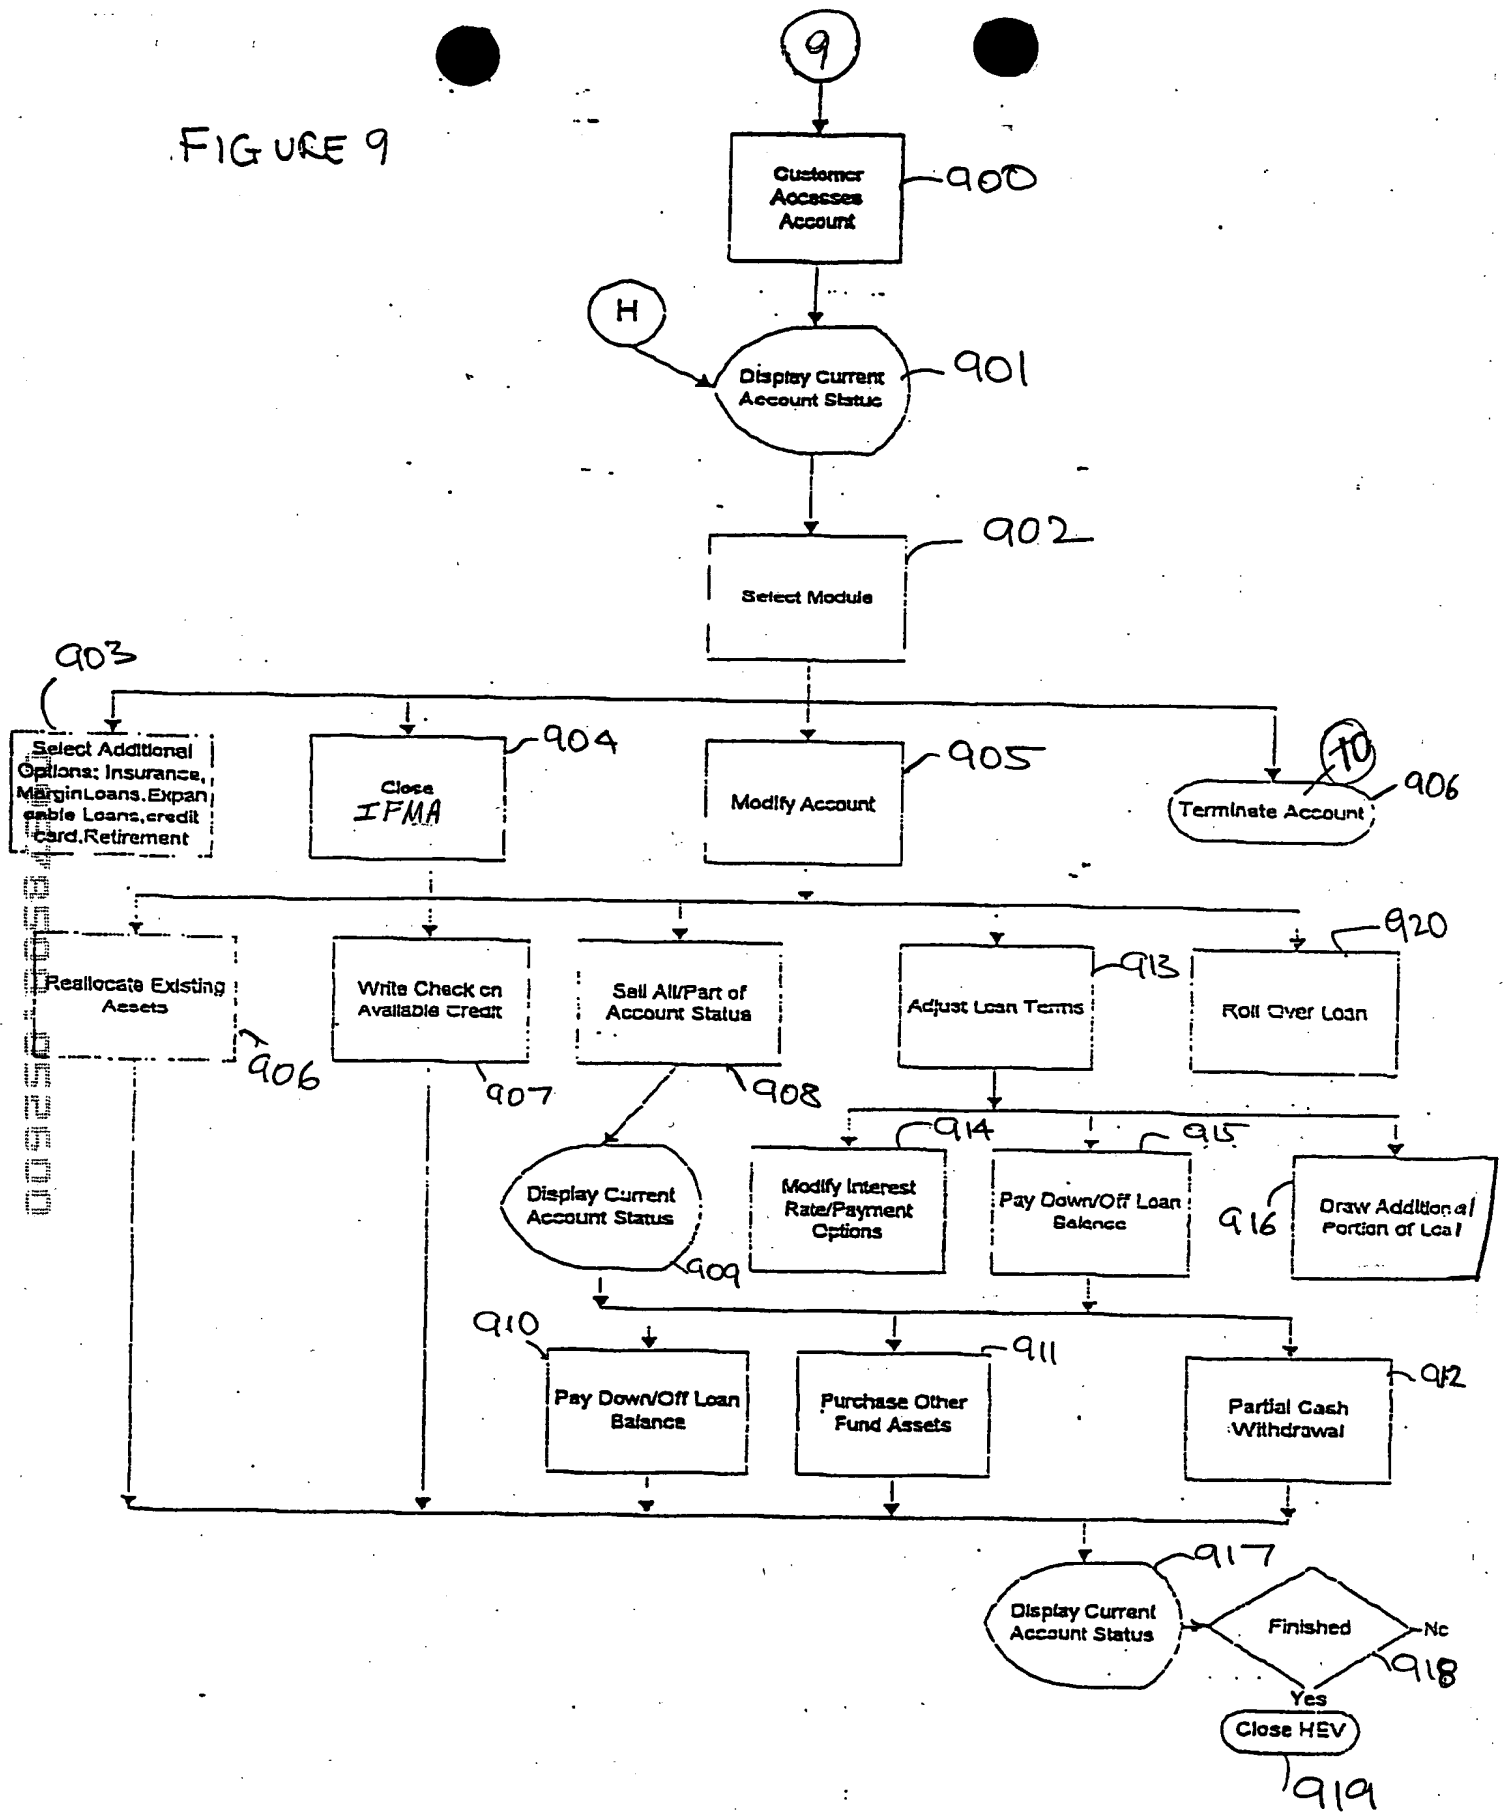 9
FIGURE 9
Customer
Accesses
Account
900
H
Display Current
Account Status
901
902
Select Module
903
Select Additional
Options: Insurance,
MarginLoans,Expan
dable Loans,credit
card,Retirement
Close
IFMA
904
Modify Account
905
10
Terminate Account
906
Reallocate Existing
Assets
906
Write Check on
Available Credit
907
Sell All/Part of
Account Status
908
Adjust Loan Terms
913
920
Roll Over Loan
Display Current
Account Status
909
914
Modify Interest
Rate/Payment
Options
915
Pay Down/Off Loan
Balance
916
Draw Additional
Portion of Loa
910
Pay Down/Off Loan
Balance
911
Purchase Other
Fund Assets
912
Partial Cash
Withdrawal
917
Display Current
Account Status
Finished
No
918
Yes
Close HEV
919